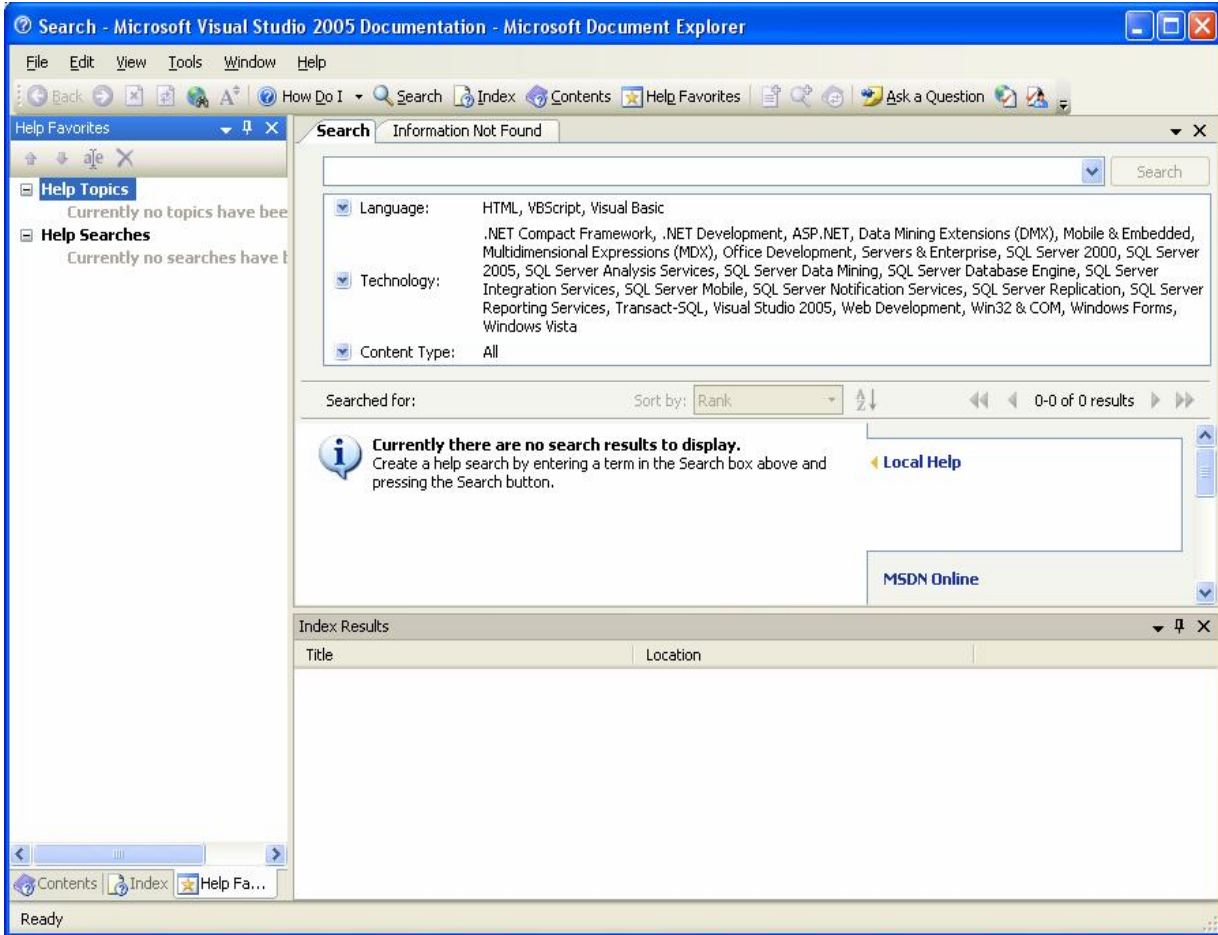 Search - Microsoft Visual Studio 2005 Documentation - Microsoft Document Explorer
File Edit View Tools Window Help
Back How Do I Search Index Contents Help Favorites Ask a Question
Help Favorites
Help Topics
Currently no topics have bee
Help Searches
Currently no searches have b
Contents Index Help Fa...
Search Information Not Found
Search
Language: HTML, VBScript, Visual Basic
Technology: .NET Compact Framework, .NET Development, ASP.NET, Data Mining Extensions (DMX), Mobile & Embedded,
Multidimensional Expressions (MDX), Office Development, Servers & Enterprise, SQL Server 2000, SQL Server
2005, SQL Server Analysis Services, SQL Server Data Mining, SQL Server Database Engine, SQL Server
Integration Services, SQL Server Mobile, SQL Server Notification Services, SQL Server Replication, SQL Server
Reporting Services, Transact-SQL, Visual Studio 2005, Web Development, Win32 & COM, Windows Forms,
Windows Vista
Content Type: All
Searched for: Sort by: Rank 0-0 of 0 results
Currently there are no search results to display.
Create a help search by entering a term in the Search box above and
pressing the Search button.
Local Help
MSDN Online
Index Results
Title Location
Ready